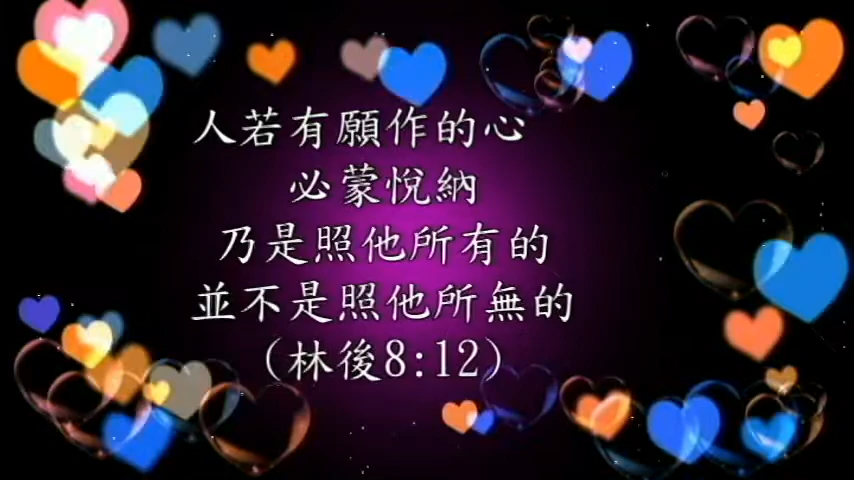 人若有願作的心
必蒙悅納
乃是照他所有的
並不是照他所無的
（林後8:12）